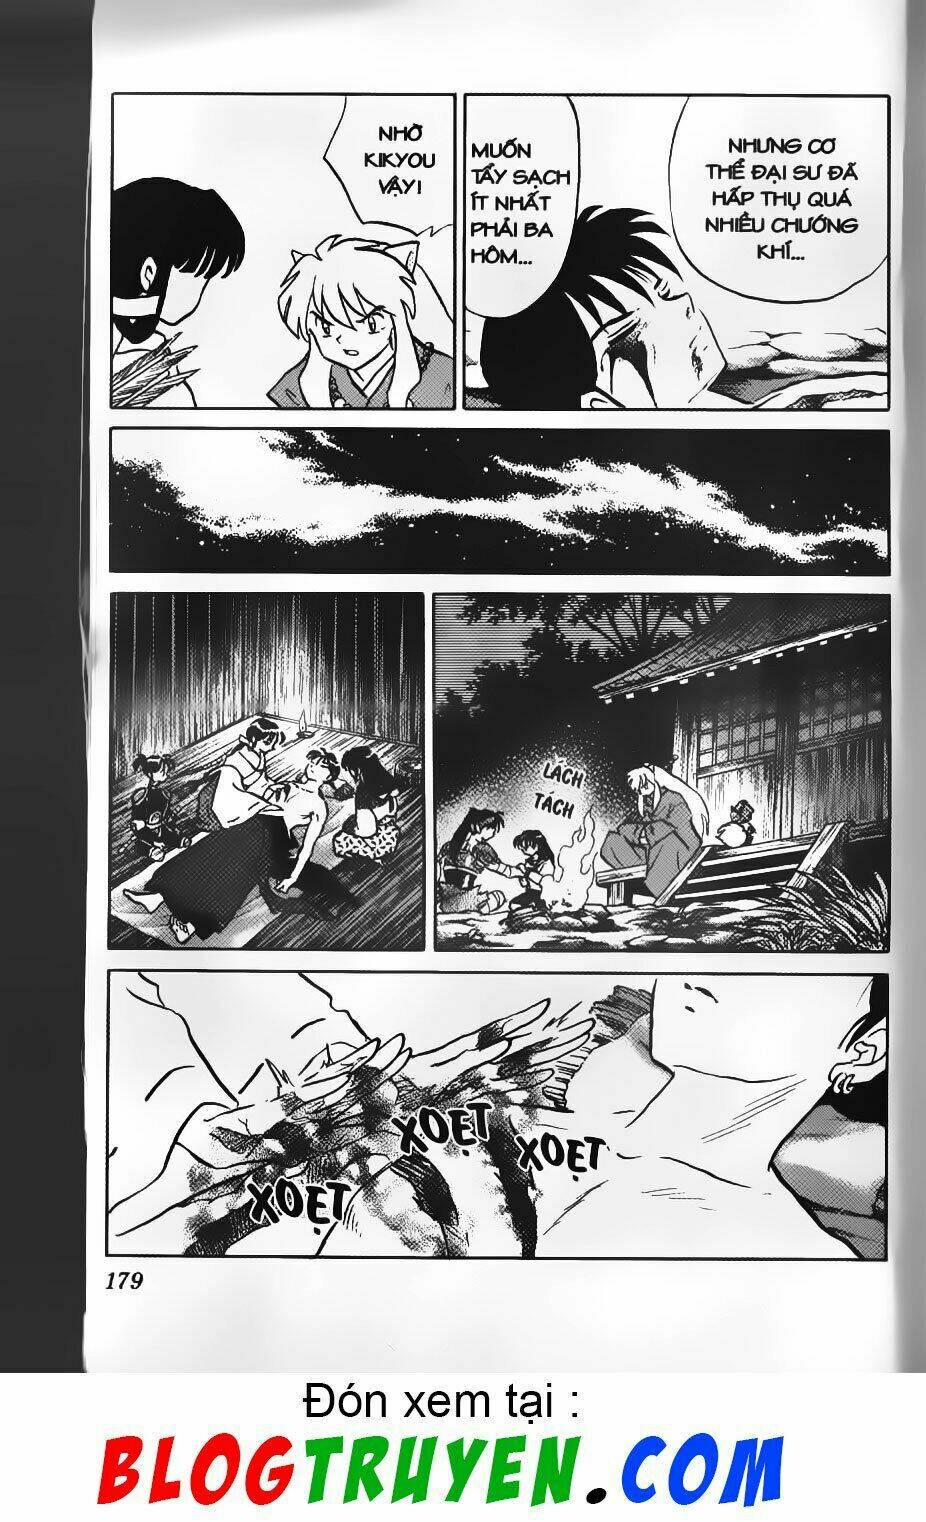 NHƯNG CƠ
THỂ ĐẠI SƯ ĐÃ
HẤP THỤ QUÁ
NHIỀU CHƯỚNG
KHÍ...
MUỐN
TẨY SẠCH
ÍT NHẤT
PHẢI BA
HÔM...
NHỜ
KIKYOU
VẬY!
LÁCH
TÁCH
XOẸT
XOẸT
XOẸT
179
Đón xem tại :
BLOGTRUYEN.COM